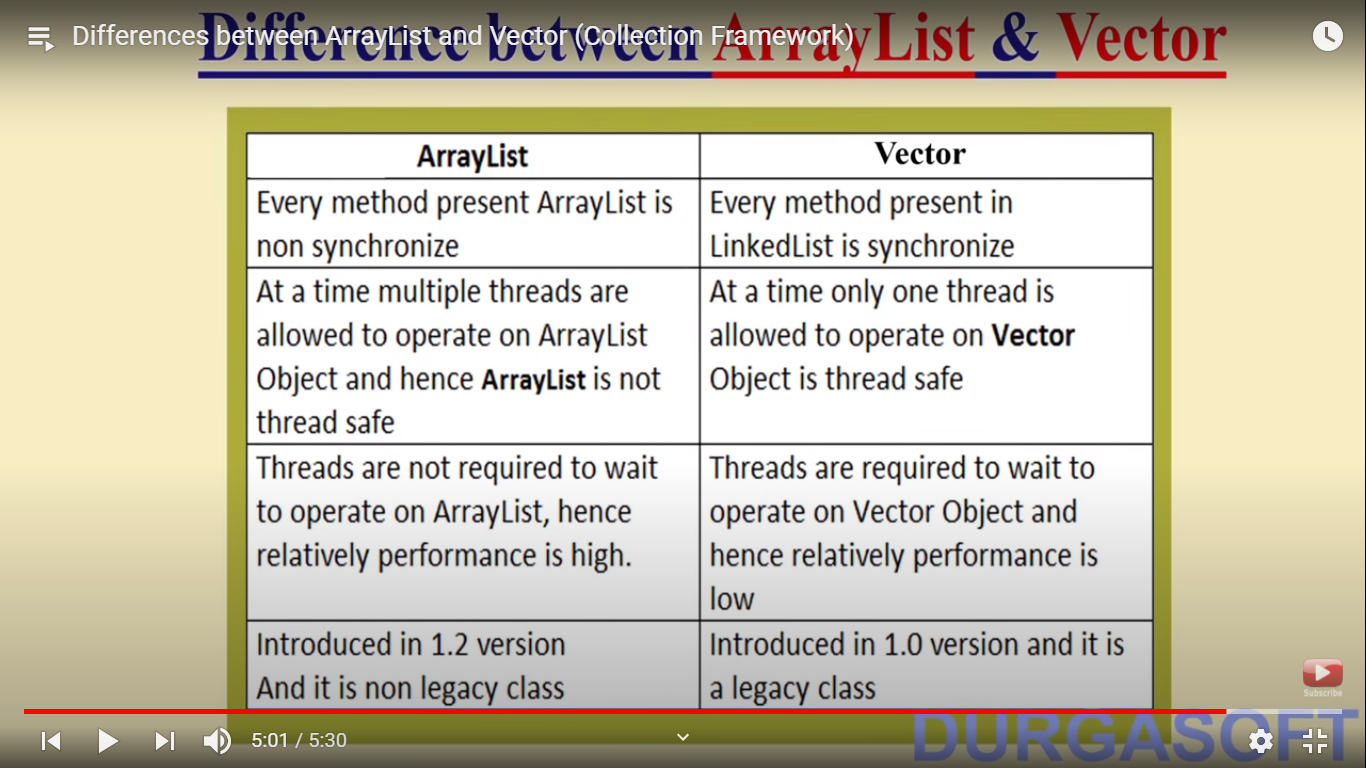 Difference between ArrayList & Vector
Differences between ArrayList and Vector (Collection Framework)
ArrayList
Vector
Every method present ArrayList is
non synchronize
Every method present in
LinkedList is synchronize
At a time multiple threads are
allowed to operate on ArrayList
Object and hence ArrayList is not
thread safe
At a time only one thread is
allowed to operate on Vector
Object is thread safe
Threads are not required to wait
to operate on ArrayList, hence
relatively performance is high.
Threads are required to wait to
operate on Vector Object and
hence relatively performance is
low
Introduced in 1.2 version
And it is non legacy class
Introduced in 1.0 version and it is
a legacy class
Subscribe
DURGASOFT
5:01 / 5:30